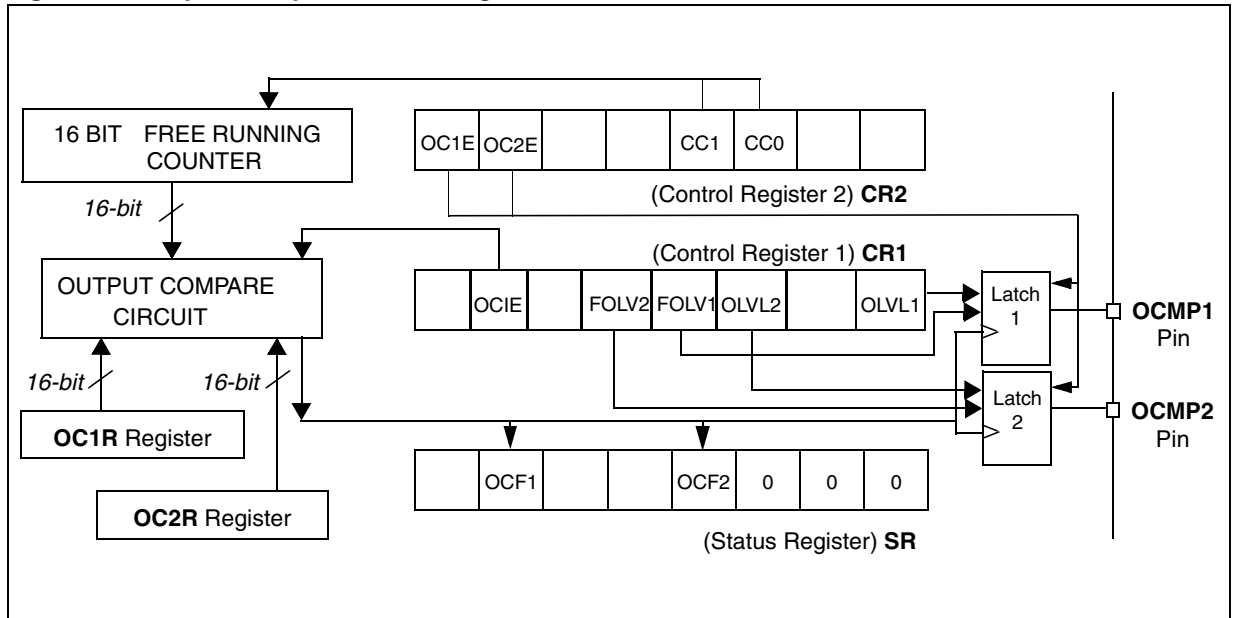 16 BIT FREE RUNNING
COUNTER
OC1E OC2E CC1 CC0
(Control Register 2) CR2
16-bit
(Control Register 1) CR1
OUTPUT COMPARE
CIRCUIT
OCIE FOLV2 FOLV1 OLVL2 OLVL1
Latch
1
OCMP1
Pin
16-bit 16-bit
Latch
2
OCMP2
Pin
OC1R Register
OCF1 OCF2 0 0 0
OC2R Register
(Status Register) SR